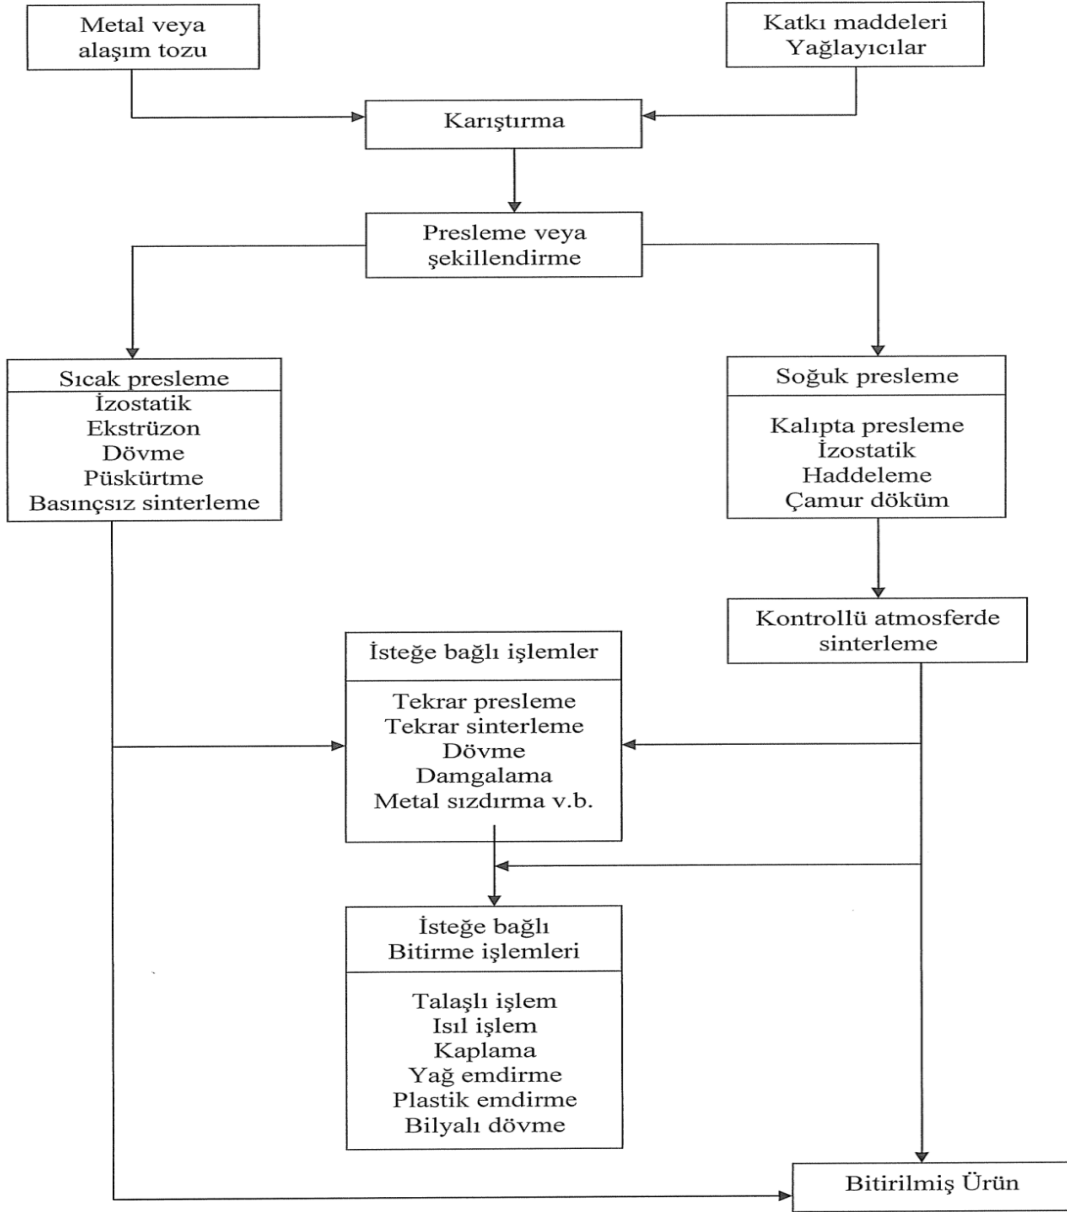 Metal veya
alaşım tozu
Katkı maddeleri
Yağlayıcılar
Karıştırma
Presleme veya
şekillendirme
Sıcak presleme
İzostatik
Ekstrüzon
Dövme
Püskürtme
Basınçsız sinterleme
Soğuk presleme
Kalıpta presleme
İzostatik
Haddeleme
Çamur döküm
Kontrollü atmosferde
sinterleme
İsteğe bağlı işlemler
Tekrar presleme
Tekrar sinterleme
Dövme
Damgalama
Metal sızdırma v.b.
İsteğe bağlı
Bitirme işlemleri
Talaşlı işlem
Isıl işlem
Kaplama
Yağ emdirme
Plastik emdirme
Bilyalı dövme
Bitirilmiş Ürün